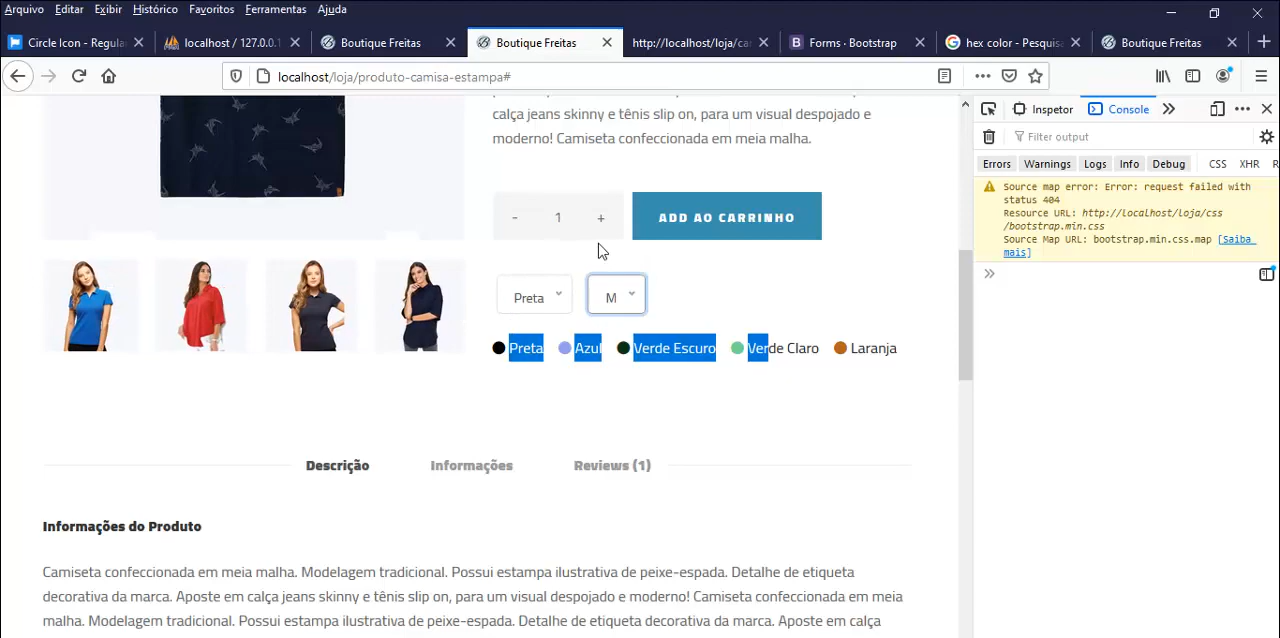 Arquivo Editar Exibir Histórico Favoritos Ferramentas Ajuda
Circle Icon - Regula
localhost / 127.0.0.1
Boutique Freitas
Boutique Freitas
http://localhost/loja/ca
Forms · Bootstrap
hex color - Pesquis
Boutique Freitas
localhost/loja/produto-camisa-estampa#
calça jeans skinny e tênis slip on, para um visual despojado e
moderno! Camiseta confeccionada em meia malha.
- 1 +
ADD AO CARRINHO
Preta
M
Preta Azul Verde Escuro Verde Claro Laranja
Descrição Informações Reviews (1)
Informações do Produto
Camiseta confeccionada em meia malha. Modelagem tradicional. Possui estampa ilustrativa de peixe-espada. Detalhe de etiqueta
decorativa da marca. Aposte em calça jeans skinny e tênis slip on, para um visual despojado e moderno! Camiseta confeccionada em meia
malha. Modelagem tradicional. Possui estampa ilustrativa de peixe-espada. Detalhe de etiqueta decorativa da marca. Aposte em calça
Inspetor Console
Filter output
Errors Warnings Logs Info Debug CSS XHR R
Source map error: Error: request failed with
status 404
Resource URL: http://localhost/loja/css
/bootstrap.min.css
Source Map URL: bootstrap.min.css.map [Saiba
mais]